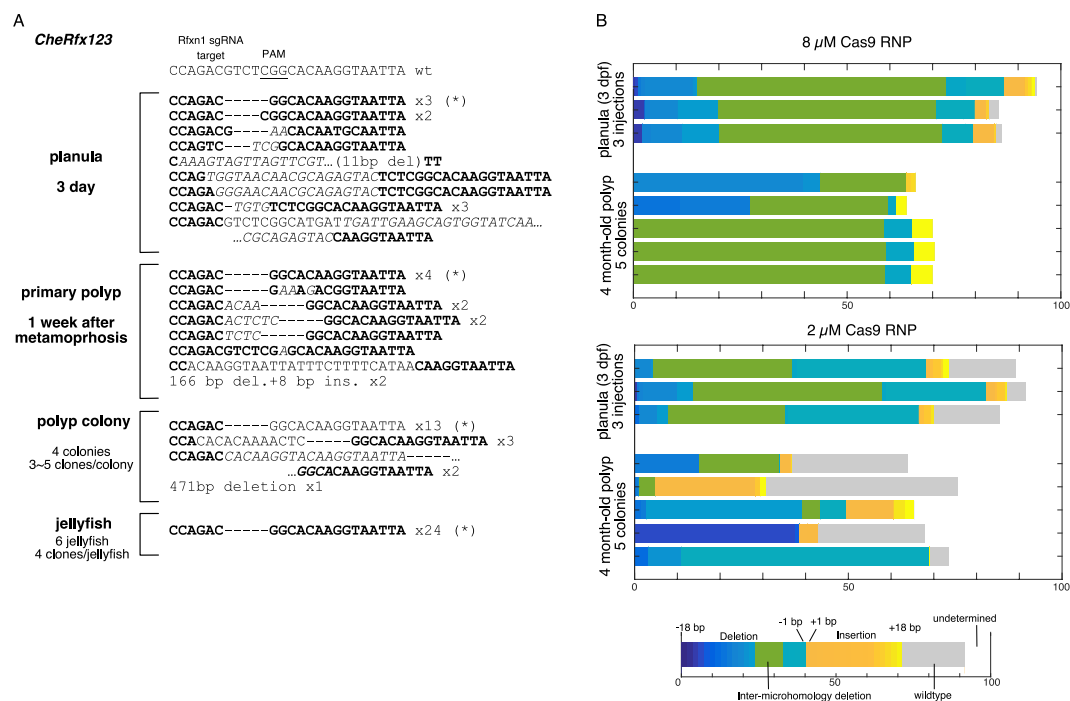 A
CheRfx123
Rfxn1 sgRNA
target
PAM
CCAGACGTCTCGGCACAAGGTAATTA wt
planula
3 day
CCAGAC-----GGCACAAGGTAATTA x3 (*)
CCAGAC----CGGCACAAGGTAATTA x2
CCAGACG----AACACAATGCAATTA
CCAGTC---TCGGCACAAGGTAATTA
CAAAGTAGTTAGTTCGT…(11bp del)TT
CCAGTGGTAACAACGCAGAGTACTCTCGGCACAAGGTAATTA
CCAGAGGGAACAACGCAGAGTACTCTCGGCACAAGGTAATTA
CCAGAC-TGTGTCTCGGCACAAGGTAATTA x3
CCAGACGTCTCGGCATGATTGATTGAAGCAGTGGTATCAA…
…CGCAGAGTACCAAGGTAATTA
primary polyp
1 week after
metamoprhosis
CCAGAC-----GGCACAAGGTAATTA x4 (*)
CCAGAC-----GAAAGACGGTAATTA
CCAGACACAA-----GGCACAAGGTAATTA x2
CCAGACACTCTC-----GGCACAAGGTAATTA x2
CCAGACTCTC-----GGCACAAGGTAATTA
CCAGACGTCTCGAGCACAAGGTAATTA
CCACAAGGTAATTATTTCTTTTCATAACAAGGTAATTA
166 bp del.+8 bp ins. x2
polyp colony
4 colonies
3~5 clones/colony
CCAGAC-----GGCACAAGGTAATTA x13 (*)
CCACACACAAAACTC-----GGCACAAGGTAATTA x3
CCAGACCACAAGGTACAAGGTAATTA-----…
…GGCACAAGGTAATTA x2
471bp deletion x1
jellyfish
6 jellyfish
4 clones/jellyfish
CCAGAC-----GGCACAAGGTAATTA x24 (*)
B
8 µM Cas9 RNP
planula (3 dpf)
3 injections
4 month-old polyp
5 colonies
0 50 100
2 µM Cas9 RNP
planula (3 dpf)
3 injections
4 month-old polyp
5 colonies
0 50 100
-18 bp
Deletion
-1 bp
+1 bp
Insertion
+18 bp
undetermined
0 50 100
Inter-microhomology deletion
wildtype